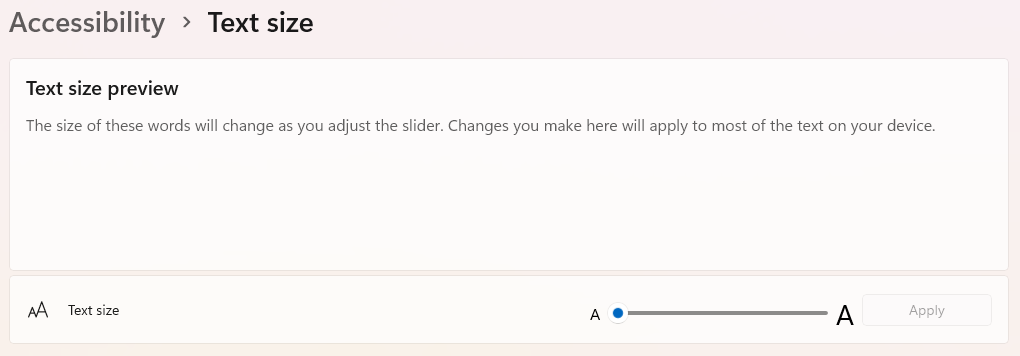 Accessibility > Text size
Text size preview
The size of these words will change as you adjust the slider. Changes you make here will apply to most of the text on your device.
AA Text size A A Apply